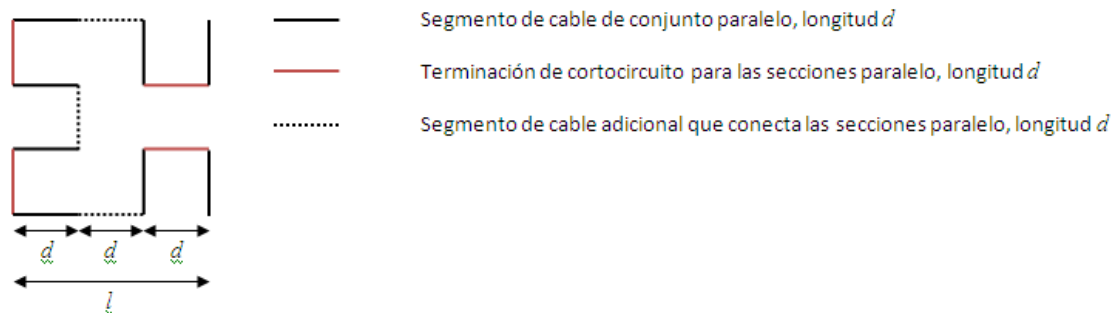 Segmento de cable de conjunto paralelo, longitud d
Terminación de cortocircuito para las secciones paralelo, longitud d
Segmento de cable adicional que conecta las secciones paralelo, longitud d
d d d
l